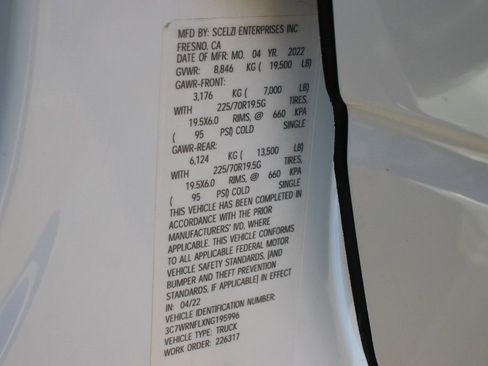 MFD BY: SCELZI ENTERPRISES INC
FRESNO, CA
DATE OF MFR: MO. 04 YR. 2022
GVWR: 8,846 KG ( 19,500 LB)
GAWR-FRONT:
3,176 KG ( 7,000 LB)
WITH 225/70R19.5G TIRES,
19.5X6.0 RIMS, @ 660 KPA
( 95 PSI) COLD SINGLE
GAWR-REAR:
6,124 KG ( 13,500 LB)
WITH 225/70R19.5G TIRES,
19.5X6.0 RIMS, @ 660 KPA
( 95 PSI) COLD SINGLE
THIS VEHICLE HAS BEEN COMPLETED IN
ACCORDANCE WITH THE PRIOR
MANUFACTURERS' IVD, WHERE
APPLICABLE. THIS VEHICLE CONFORMS
TO ALL APPLICABLE FEDERAL MOTOR
VEHICLE SAFETY STANDARDS, [AND
BUMPER AND THEFT PREVENTION
STANDARDS, IF APPLICABLE] IN EFFECT
IN: 04/22
VEHICLE IDENTIFICATION NUMBER:
3C7WRNFLXNG195996
VEHICLE TYPE: TRUCK
WORK ORDER: 226317